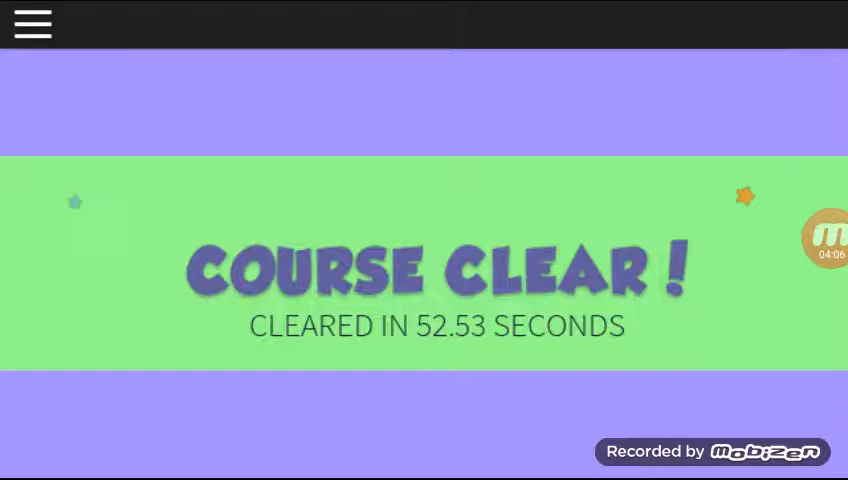 COURSE CLEAR!
CLEARED IN 52.53 SECONDS
m
04:06
Recorded by mobizen